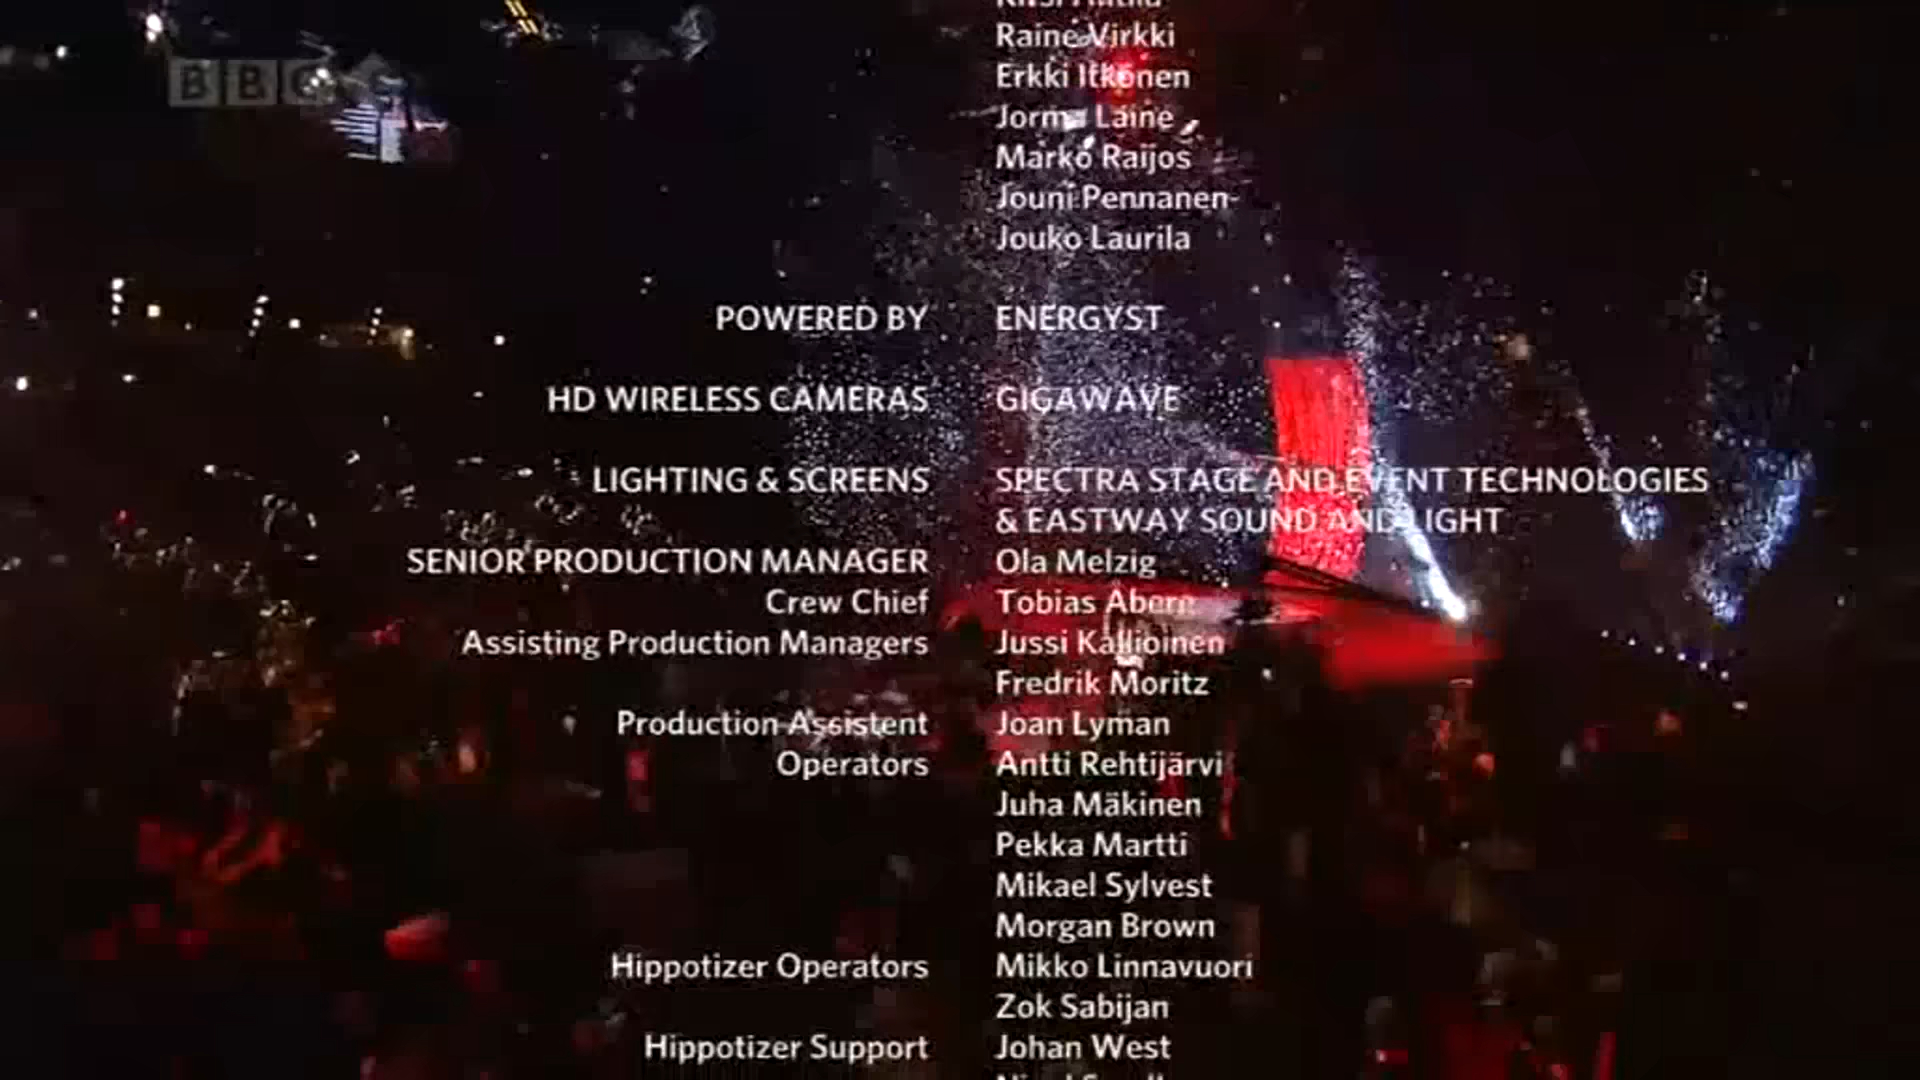 BBC
Raine Virkki
Erkki Itkonen
Jorma Laine
Marko Raijos
Jouni Pennanen
Jouko Laurila
POWERED BY ENERGYST
HD WIRELESS CAMERAS GIGAWAVE
LIGHTING & SCREENS SPECTRA STAGE AND EVENT TECHNOLOGIES
& EASTWAY SOUND AND LIGHT
SENIOR PRODUCTION MANAGER Ola Melzig
Crew Chief Tobias Åberg
Assisting Production Managers Jussi Kallioinen
Fredrik Moritz
Production Assistent Joan Lyman
Operators Antti Rehtijärvi
Juha Mäkinen
Pekka Martti
Mikael Sylvest
Morgan Brown
Hippotizer Operators Mikko Linnavuori
Zok Sabijan
Hippotizer Support Johan West